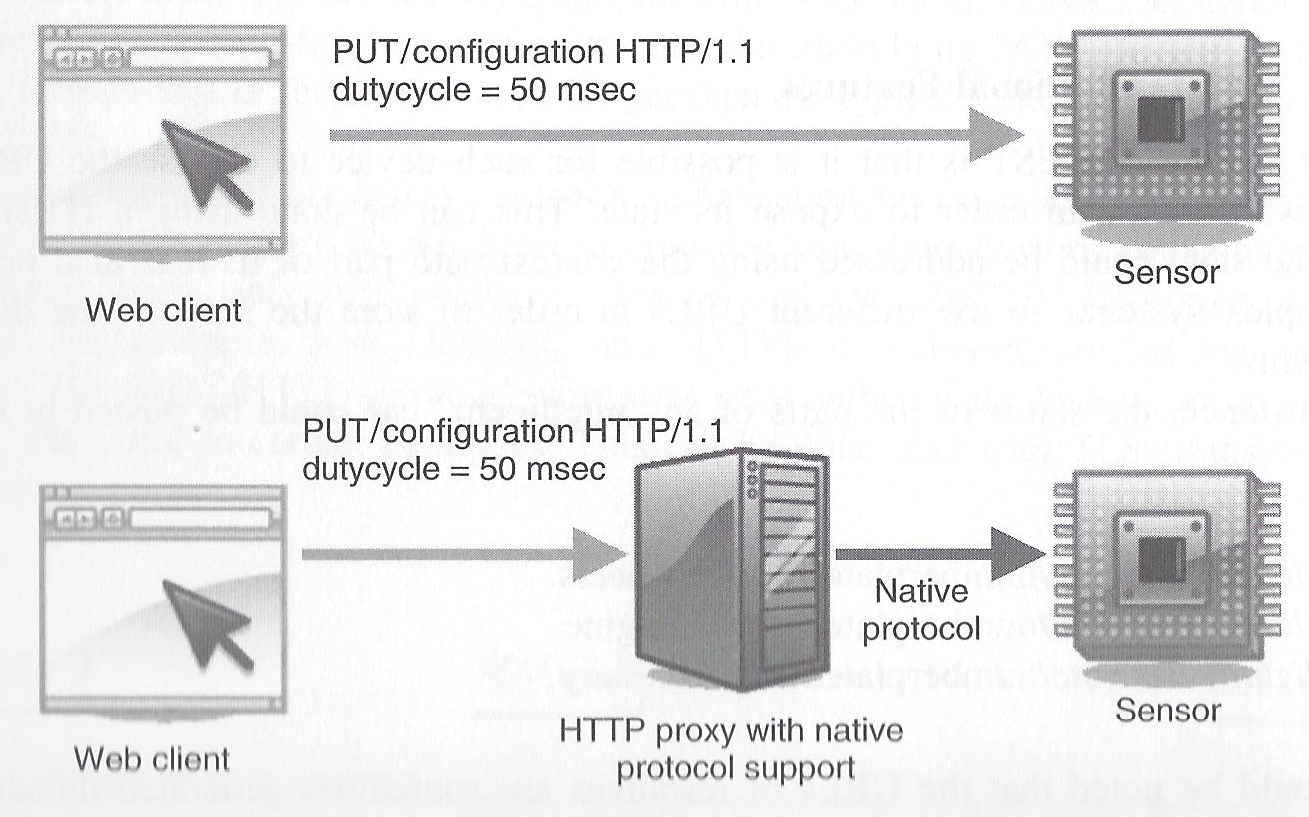 PUT/configuration HTTP/1.1
dutycycle = 50 msec
Web client
Sensor
PUT/configuration HTTP/1.1
dutycycle = 50 msec
Native
protocol
Web client
HTTP proxy with native
protocol support
Sensor